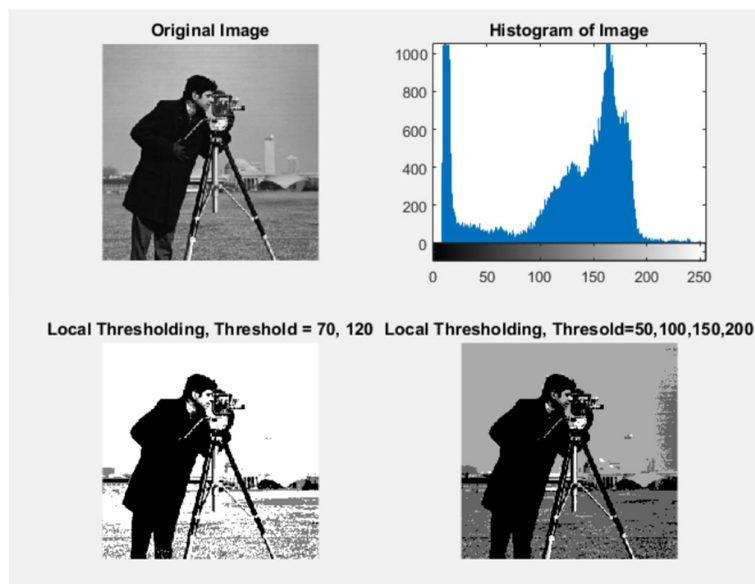 Original Image
Histogram of Image
1000
800
600
400
200
0
0 50 100 150 200 250
Local Thresholding, Threshold = 70, 120
Local Thresholding, Thresold=50,100,150,200